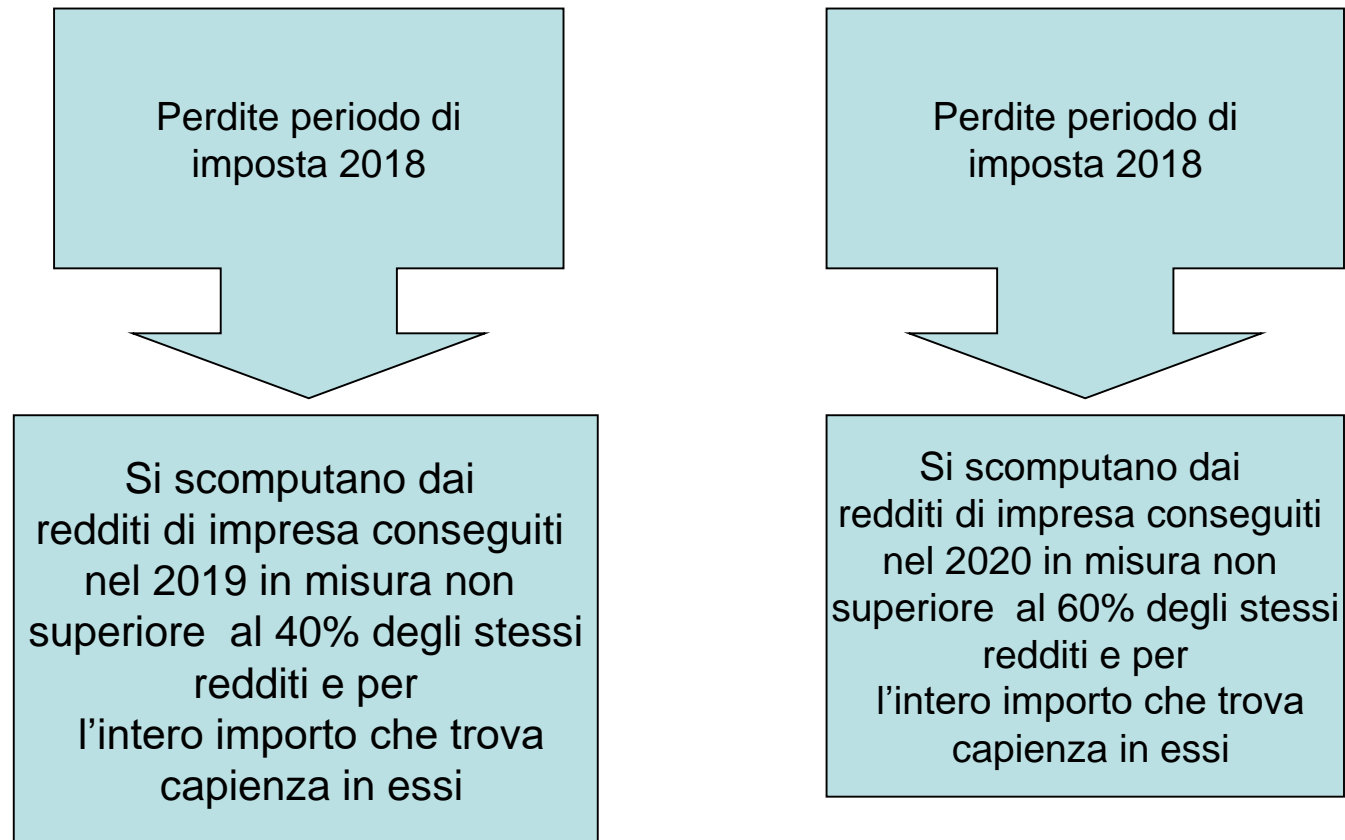 Perdite periodo di
imposta 2018
Si scomputano dai
redditi di impresa conseguiti
nel 2019 in misura non
superiore  al 40% degli stessi
redditi e per
l’intero importo che trova
capienza in essi
Perdite periodo di
imposta 2018
Si scomputano dai
redditi di impresa conseguiti
nel 2020 in misura non
superiore  al 60% degli stessi
redditi e per
l’intero importo che trova
capienza in essi